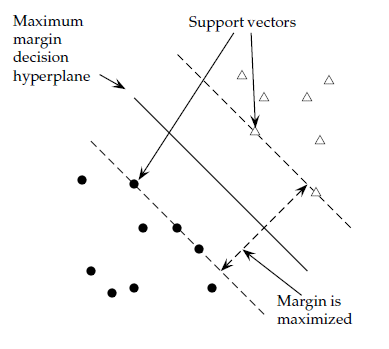 Maximum
margin
decision
hyperplane
Support vectors
Margin is
maximized